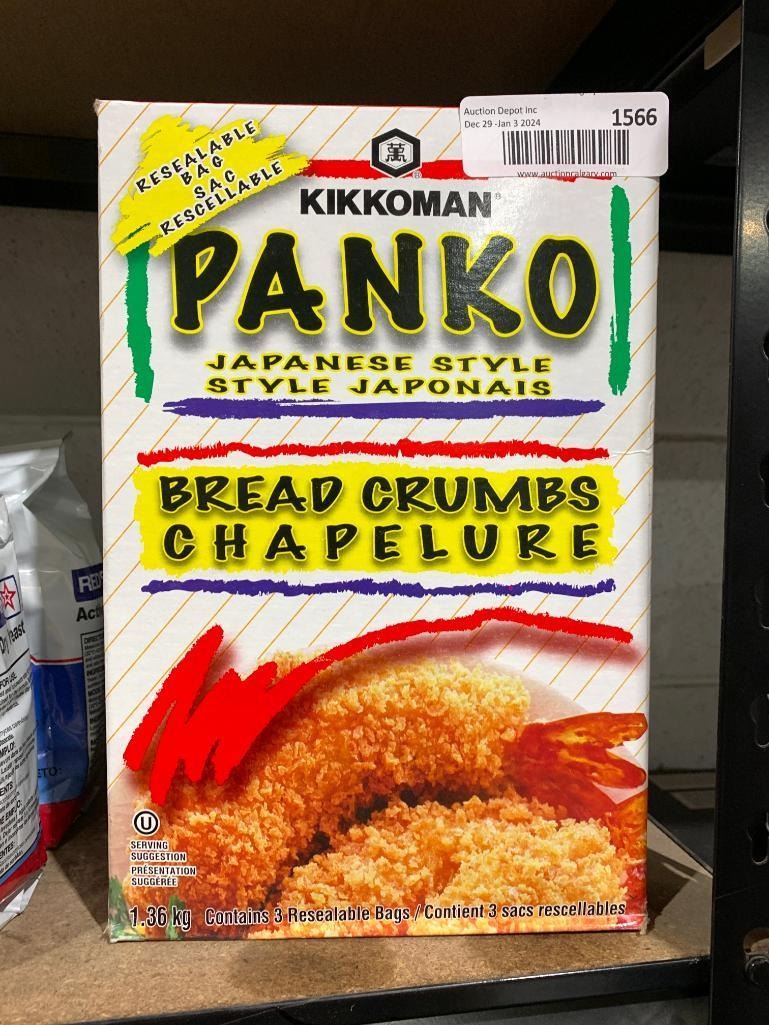 Auction Depot Inc
Dec 29 -Jan 3 2024
1566
www.auctioncalgary.com
RESEALABLE
BAG
SAC
RESCELLABLE
萬
KIKKOMAN®
PANKO
JAPANESE STYLE
STYLE JAPONAIS
BREAD CRUMBS
CHAPELURE
U
SERVING
SUGGESTION
PRÉSENTATION
SUGGÉRÉE
1.36 kg Contains 3 Resealable Bags / Contient 3 sacs rescellables